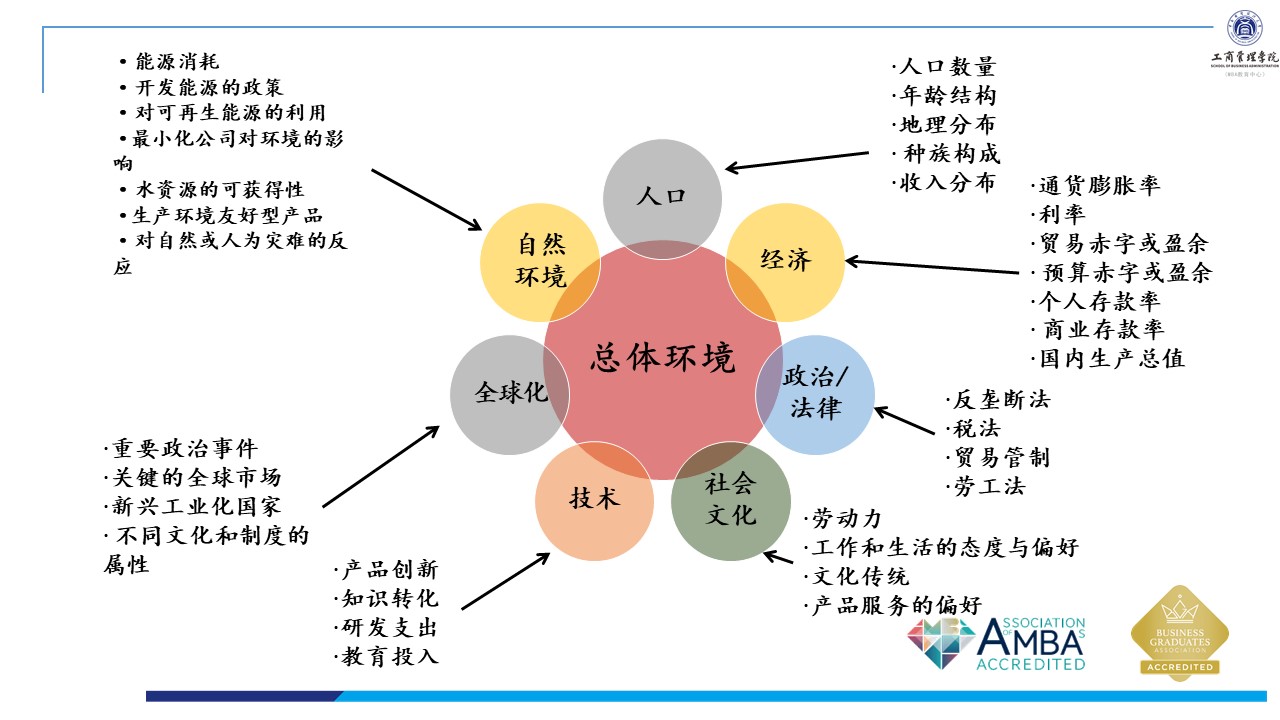 工商管理学院
SCHOOL OF BUSINESS ADMINISTRATION
(MBA教育中心)
• 能源消耗
• 开发能源的政策
• 对可再生能源的利用
• 最小化公司对环境的影
响
• 水资源的可获得性
• 生产环境友好型产品
• 对自然或人为灾难的反
应
·人口数量
·年龄结构
·地理分布
· 种族构成
·收入分布
·通货膨胀率
·利率
·贸易赤字或盈余
· 预算赤字或盈余
·个人存款率
· 商业存款率
·国内生产总值
人口
自然
环境
经济
总体环境
全球化
政治/
法律
技术
社会
文化
·反垄断法
·税法
·贸易管制
·劳工法
·重要政治事件
·关键的全球市场
·新兴工业化国家
· 不同文化和制度的
属性
·劳动力
·工作和生活的态度与偏好
·文化传统
·产品服务的偏好
·产品创新
·知识转化
·研发支出
·教育投入
ASSOCIATION
OF
AMBAS
ACCREDITED
BUSINESS
GRADUATES
ASSOCIATION
ACCREDITED